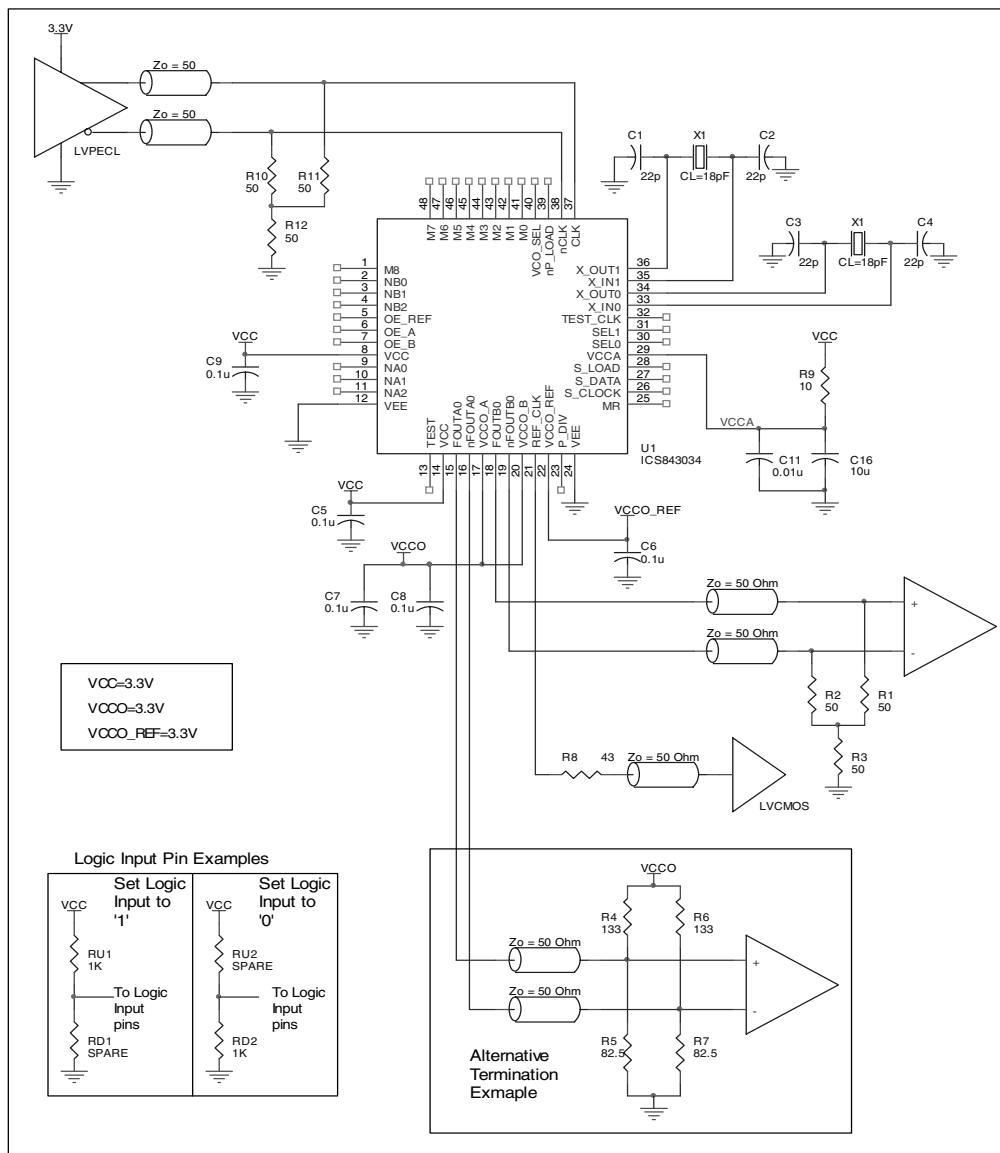 3.3V
Zo = 50
Zo = 50
LVPECL
R10
50
R11
50
R12
50
C1
22p
X1
CL=18pF
C2
22p
C3
22p
X1
CL=18pF
C4
22p
48
47
46
45
44
43
42
41
40
39
38
37
M7
M6
M5
M4
M3
M2
M1
M0
VCO_SEL
nP_LOAD
nCLK
CLK
1
2
3
4
5
6
7
8
9
10
11
12
M8
NB0
NB1
NB2
OE_REF
OE_A
OE_B
VCC
NA0
NA1
NA2
VEE
X_OUT1
X_IN1
X_OUT0
X_IN0
TEST_CLK
SEL1
SEL0
VCCA
S_LOAD
S_DATA
S_CLOCK
MR
36
35
34
33
32
31
30
29
28
27
26
25
TEST
VCC
FOUTA0
nFOUTA0
VCCO_A
FOUTB0
nFOUTB0
VCCO_B
REF_CLK
VCCO_REF
P_DIV
VEE
13
14
15
16
17
18
19
20
21
22
23
24
U1
ICS843034
VCC
C9
0.1u
VCC
R9
10
VCCA
C11
0.01u
C16
10u
VCC
C5
0.1u
VCCO_REF
C6
0.1u
VCCO
C7
0.1u
C8
0.1u
Zo = 50 Ohm
Zo = 50 Ohm
+
-
R2
50
R1
50
R3
50
VCC=3.3V
VCCO=3.3V
VCCO_REF=3.3V
R8
43
Zo = 50 Ohm
LVCMOS
Logic Input Pin Examples
Set Logic
Input to
'1'
VCC
RU1
1K
To Logic
Input
pins
RD1
SPARE
Set Logic
Input to
'0'
VCC
RU2
SPARE
To Logic
Input
pins
RD2
1K
VCCO
R4
133
R6
133
Zo = 50 Ohm
Zo = 50 Ohm
+
-
R5
82.5
R7
82.5
Alternative
Termination
Exmaple